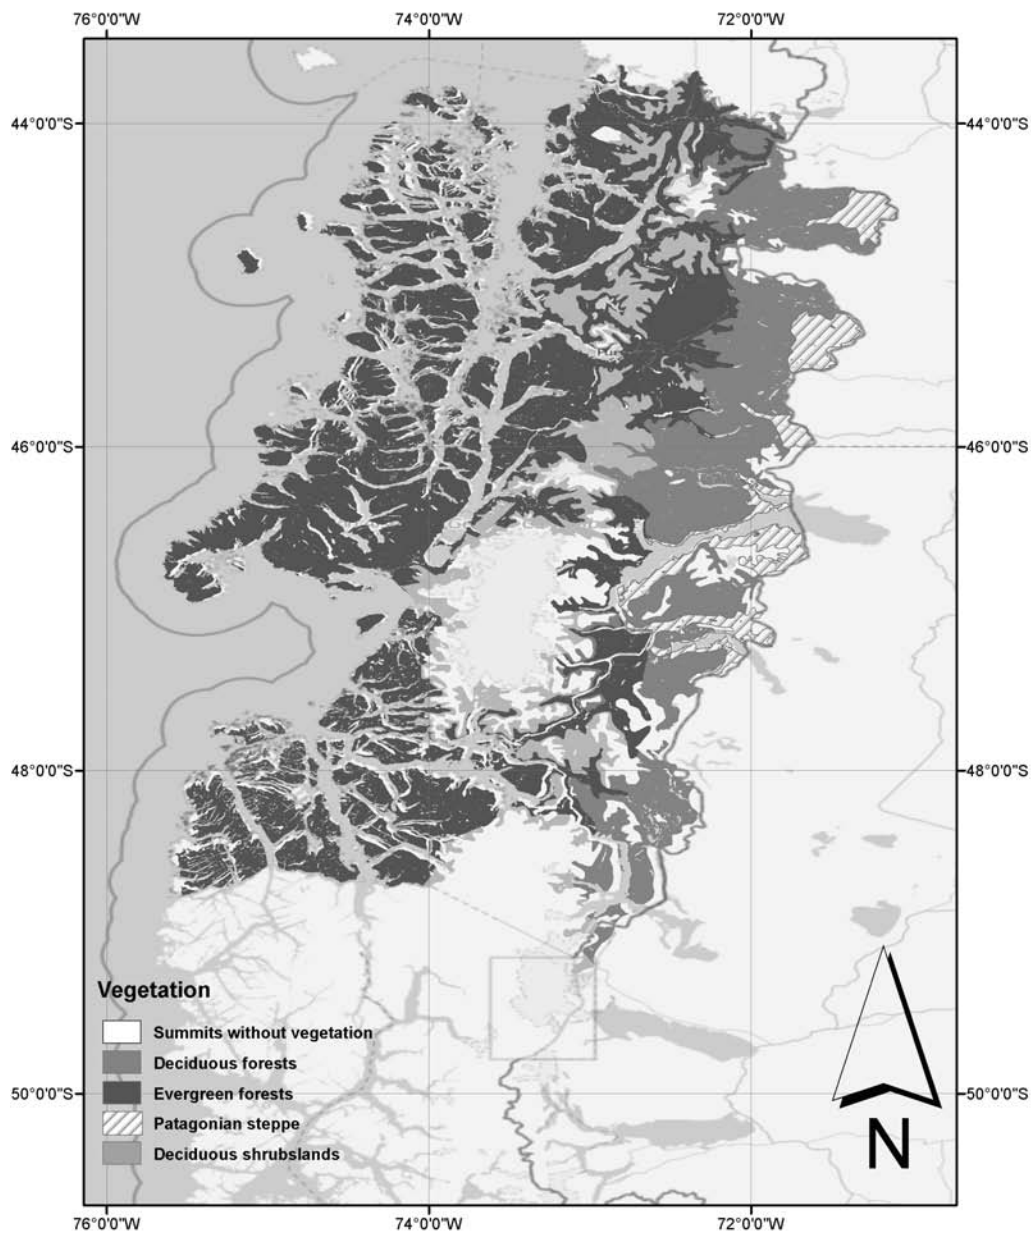 76°0'0"W
74°0'0"W
72°0'0"W
44°0'0"S
44°0'0"S
46°0'0"S
46°0'0"S
48°0'0"S
48°0'0"S
50°0'0"S
50°0'0"S
Vegetation
Summits without vegetation
Deciduous forests
Evergreen forests
Patagonian steppe
Deciduous shrubslands
N
76°0'0"W
74°0'0"W
72°0'0"W